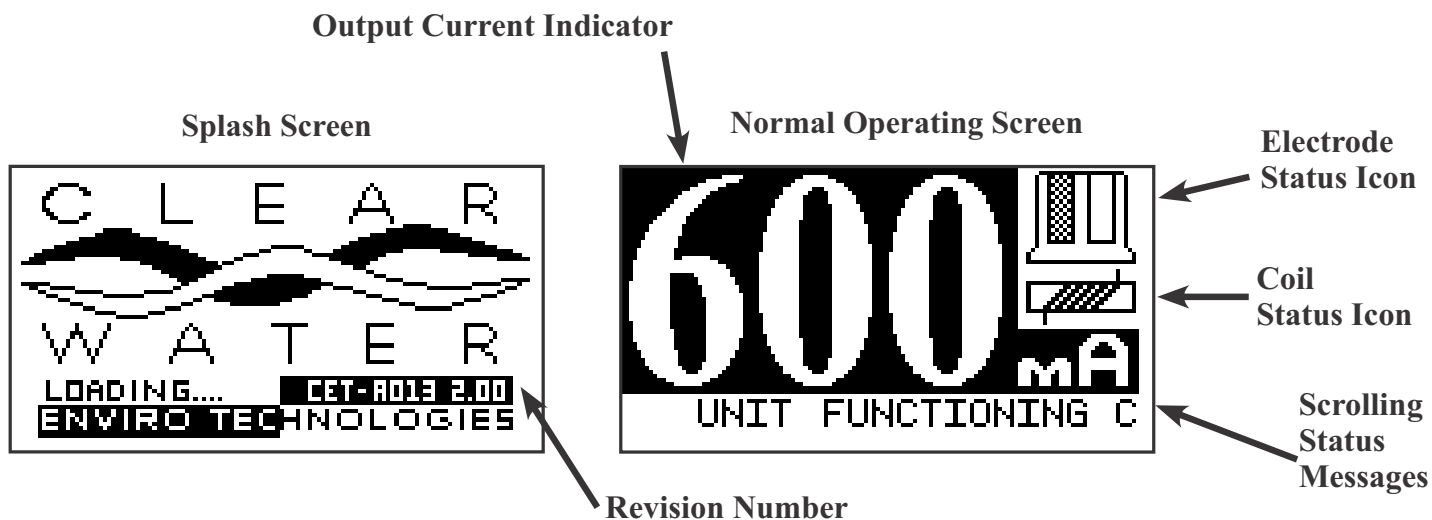 Output Current Indicator
Splash Screen
Normal Operating Screen
C L E A R
W A T E R
LOADING.... CET-A013 2.00
ENVIRO TECHNOLOGIES
600
mA
UNIT FUNCTIONING C
Electrode
Status Icon
Coil
Status Icon
Scrolling
Status
Messages
Revision Number